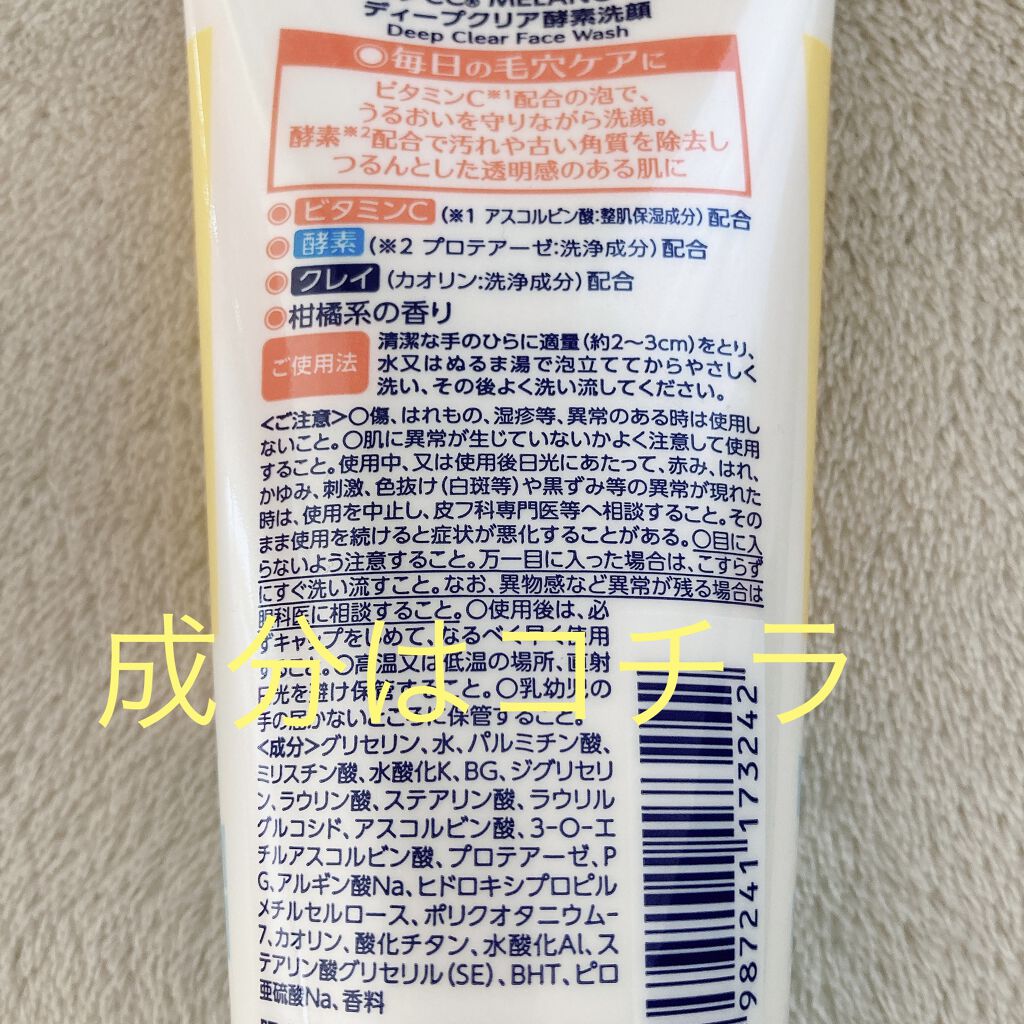 CC® MELANO
ディープクリア酵素洗顔
Deep Clear Face Wash
毎日の毛穴ケアに
ビタミンC※1配合の泡で、
うるおいを守りながら洗顔。
酵素※2配合で汚れや古い角質を除去し
つるんとした透明感のある肌に
ビタミンC (※1 アスコルビン酸:整肌保湿成分) 配合
酵素 (※2 プロテアーゼ:洗浄成分) 配合
クレイ (カオリン:洗浄成分) 配合
柑橘系の香り
ご使用法
清潔な手のひらに適量(約2〜3cm)をとり、
水又はぬるま湯で泡立ててからやさしく
洗い、その後よく洗い流してください。
<ご注意>○傷、はれもの、湿疹等、異常のある時は使用し
ないこと。○肌に異常が生じていないかよく注意して使用
すること。使用中、又は使用後日光にあたって、赤み、はれ、
かゆみ、刺激、色抜け(白斑等)や黒ずみ等の異常が現れた
時は、使用を中止し、皮フ科専門医等へ相談すること。その
まま使用を続けると症状が悪化することがある。○目に入
らないよう注意すること。万一目に入った場合は、こすらず
にすぐ洗い流すこと。なお、異物感など異常が残る場合は
眼科医に相談すること。○使用後は、必
ずキャップをしめて、なるべく早く使用
すること。○高温又は低温の場所、直射
日光を避け保管すること。○乳幼児の
手の届かないところに保管すること。
成分はコチラ
<成分>グリセリン、水、パルミチン酸、
ミリスチン酸、水酸化K、BG、ジグリセリ
ン、ラウリン酸、ステアリン酸、ラウリル
グルコシド、アスコルビン酸、3-O-エ
チルアスコルビン酸、プロテアーゼ、P
G、アルギン酸Na、ヒドロキシプロピル
メチルセルロース、ポリクオタニウム-
7、カオリン、酸化チタン、水酸化Al、ス
テアリン酸グリセリル(SE)、BHT、ピロ
亜硫酸Na、香料
987241 173242